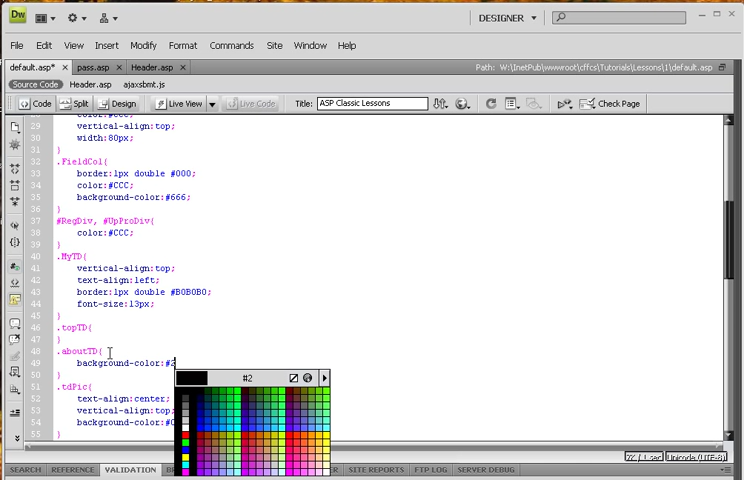 Dw
DESIGNER
File Edit View Insert Modify Format Commands Site Window Help
default.asp* × pass.asp × Header.asp ×
Path: W:\InetPub\wwwroot\cffcs\Tutorials\Lessons\1\default.asp
Source Code Header.asp ajaxsbmt.js
Code Split Design Live View Live Code Title: ASP Classic Lessons Check Page
29 vertical-align:top;
30 width:80px;
31 }
32 .FieldCol{
33 border:1px double #000;
34 color:#CCC;
35 background-color:#666;
36 }
37 #RegDiv, #UpProDiv{
38 color:#CCC;
39 }
40 .MyTD{
41 vertical-align:top;
42 text-align:left;
43 border:1px double #B0B0B0;
44 font-size:13px;
45 }
46 .topTD{
47 }
48 .aboutTD{
49 background-color:#2
50 }
51 .tdPic{
52 text-align:center;
53 vertical-align:top;
54
55 }
#2
SEARCH REFERENCE VALIDATION SITE REPORTS FTP LOG SERVER DEBUG